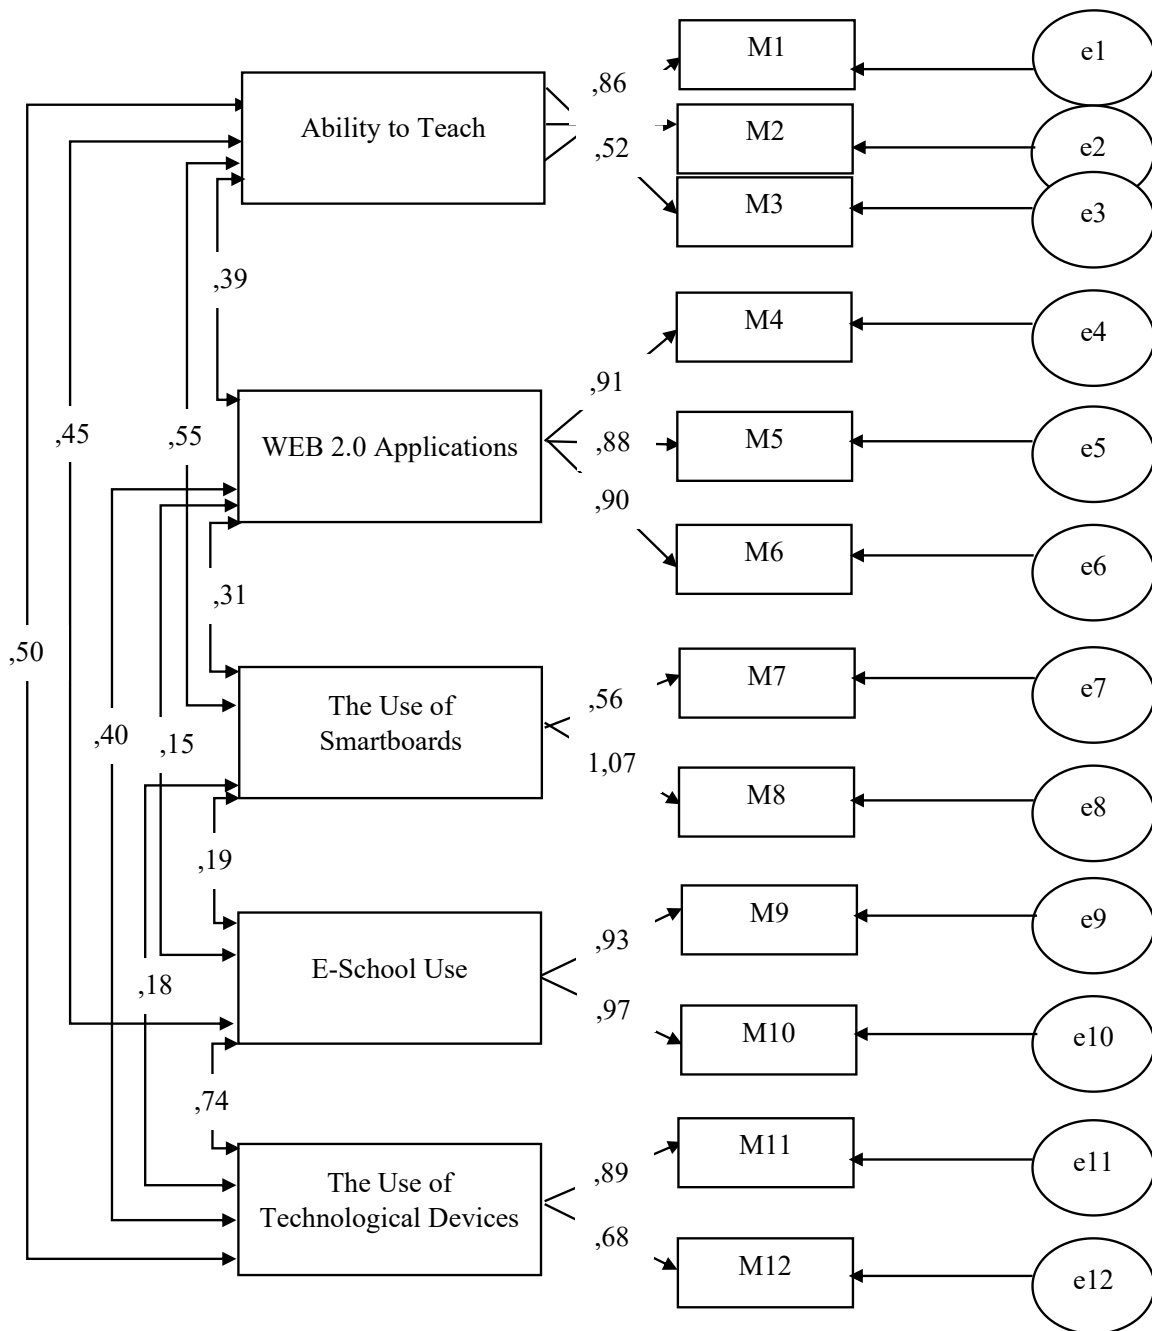 M1
e1
,86
Ability to Teach
M2
e2
,52
M3
e3
,39
M4
e4
,91
,45
,55
WEB 2.0 Applications
,88
M5
e5
,90
M6
e6
,31
,50
,56
M7
e7
The Use of
Smartboards
,40
,15
1,07
M8
e8
,19
,93
M9
e9
E-School Use
,18
,97
M10
e10
,74
,89
M11
e11
The Use of
Technological Devices
,68
M12
e12